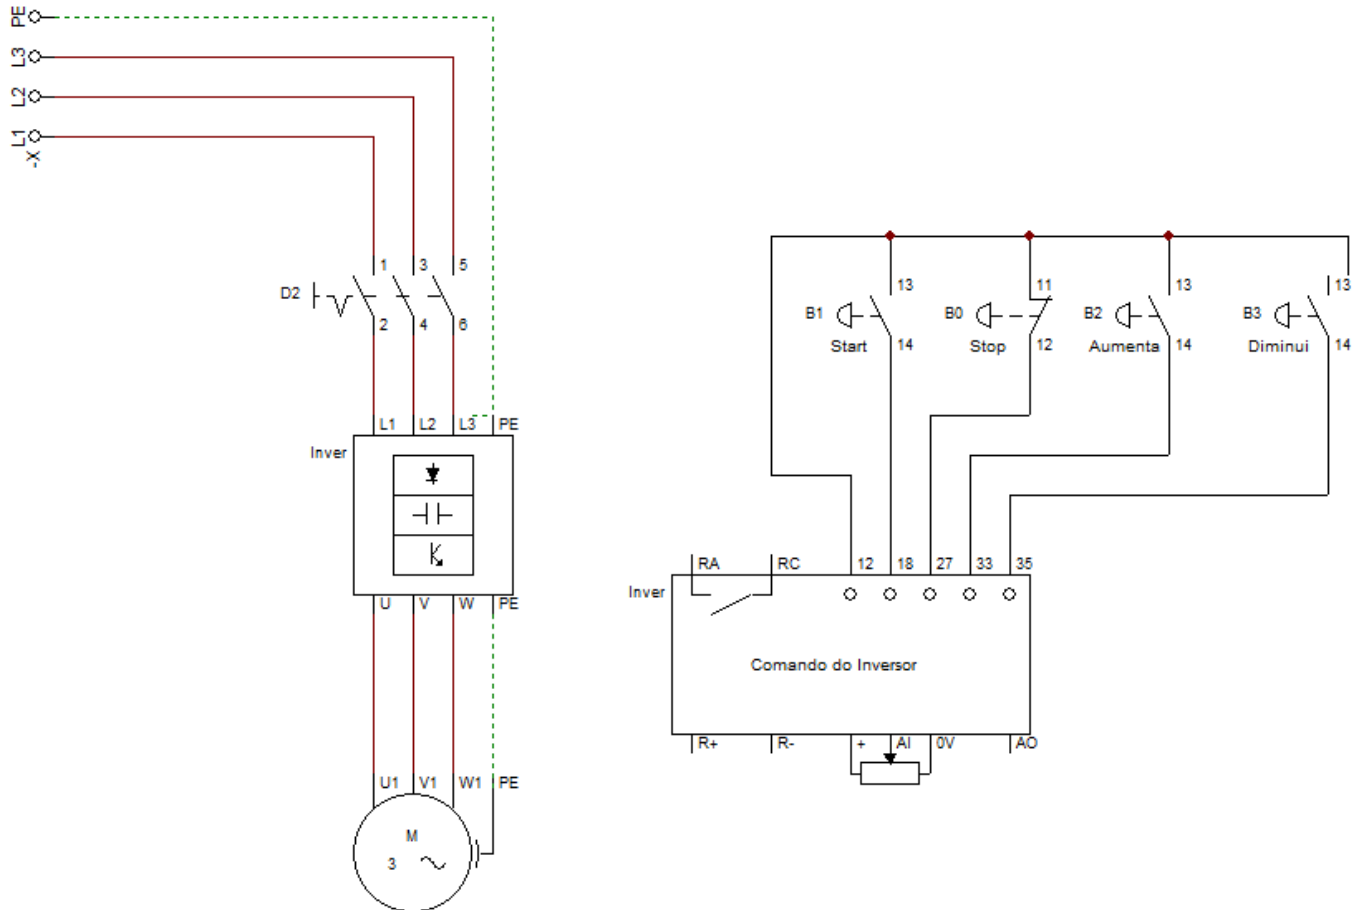 PE
L3
L2
L1
-X
1 3 5
D2
2 4 6
L1 L2 L3 PE
Inver
U V W PE
U1 V1 W1 PE
M
3
13 11 13 13
B1 B0 B2 B3
Start Stop Aumenta Diminui
14 12 14 14
RA RC 12 18 27 33 35
Inver
Comando do Inversor
R+ R- + AI 0V AO